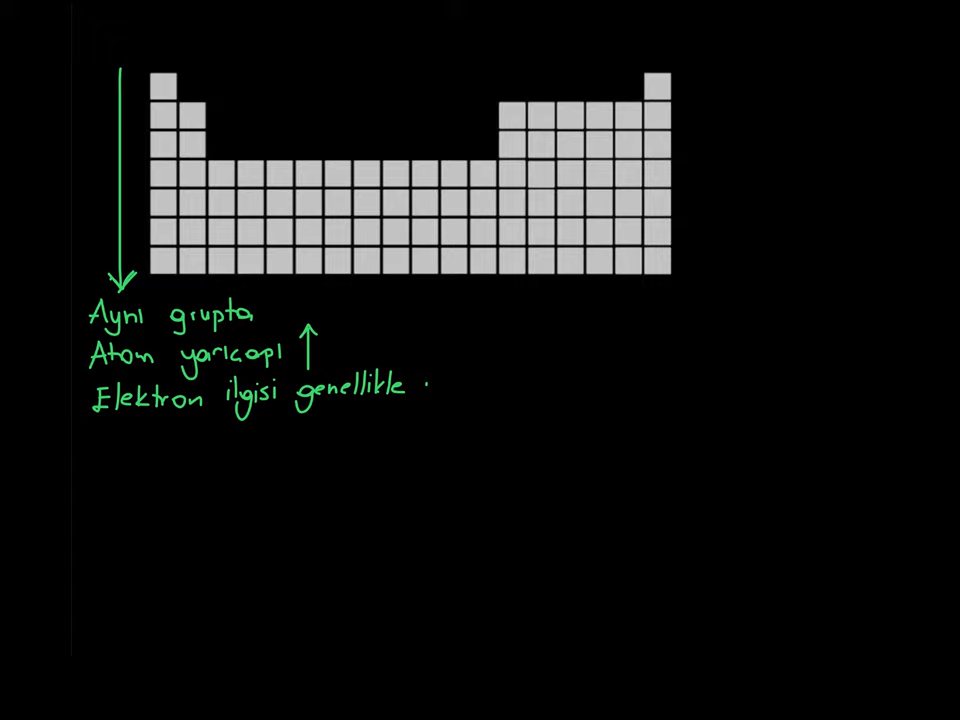 Aynı grupta
Atom yarıçapı ↑
Elektron ilgisi genellikle